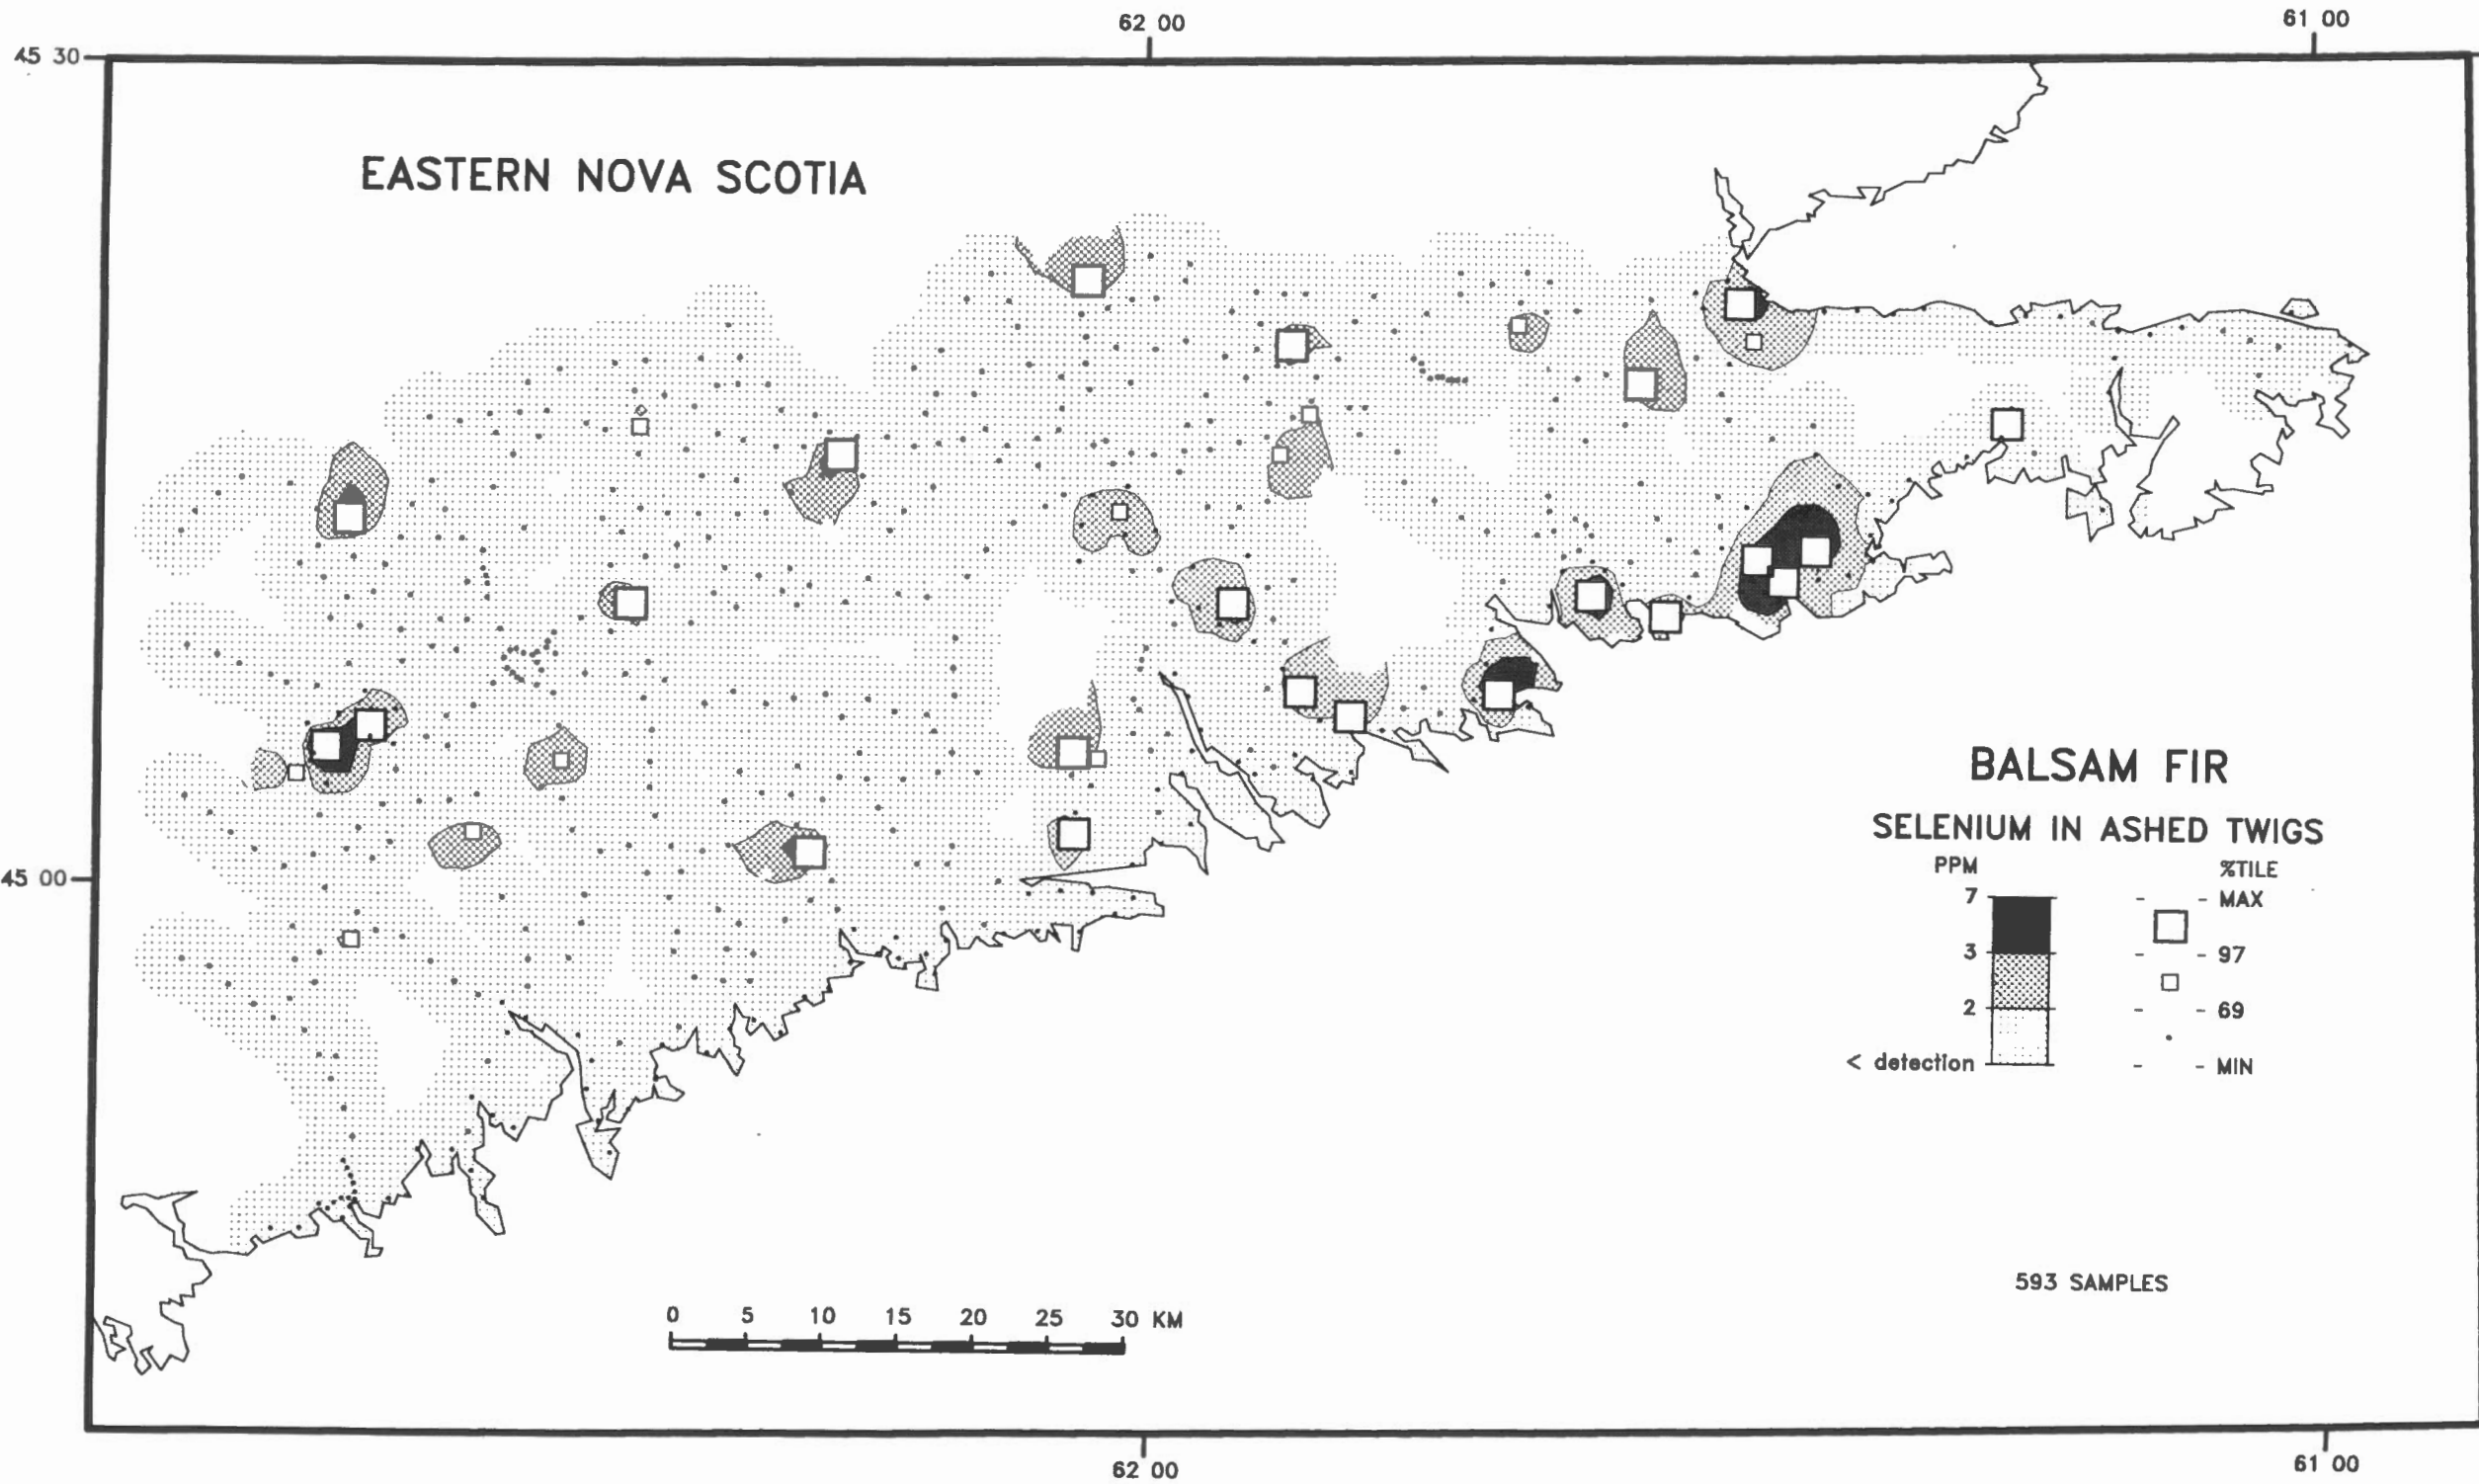 62 00
61 00
45 30
EASTERN NOVA SCOTIA
BALSAM FIR
SELENIUM IN ASHED TWIGS
PPM %TILE
7 - - MAX
3 - - 97
2 - - 69
< detection - - MIN
45 00
593 SAMPLES
0 5 10 15 20 25 30 KM
62 00
61 00